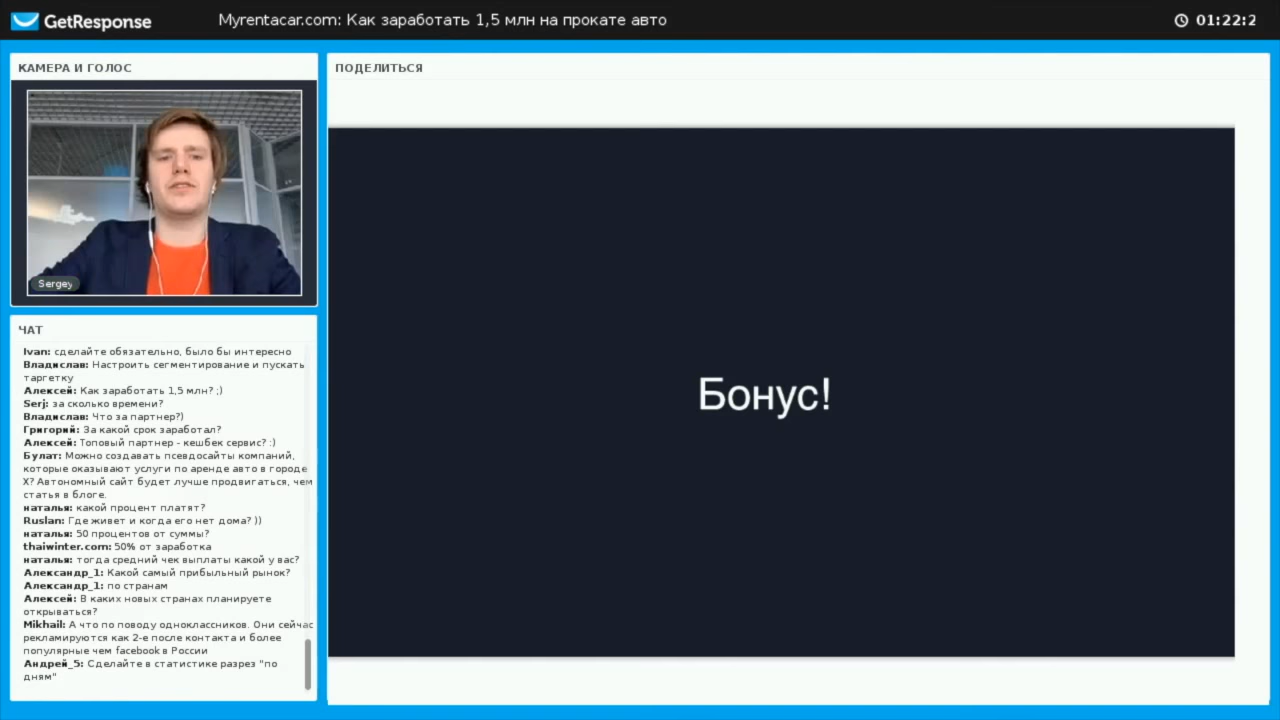 GetResponse
Myrentacar.com: Как заработать 1,5 млн на прокате авто
01:22:2
КАМЕРА И ГОЛОС
ПОДЕЛИТЬСЯ
Sergey
Бонус!
ЧАТ
Ivan: сделайте обязательно, было бы интересно
Владислав: Настроить сегментирование и пускать
таргетку
Алексей: Как заработать 1,5 млн? ;)
Serj: за сколько времени?
Владислав: Что за партнер?)
Григорий: За какой срок заработал?
Алексей: Топовый партнер - кешбек сервис? :)
Булат: Можно создавать псевдосайты компаний,
которые оказывают услуги по аренде авто в городе
Х? Автономный сайт будет лучше продвигаться, чем
статья в блоге.
наталья: какой процент платят?
Ruslan: Где живет и когда его нет дома? ))
наталья: 50 процентов от суммы?
thaiwinter.com: 50% от заработка
наталья: тогда средний чек выплаты какой у вас?
Александр_1: Какой самый прибыльный рынок?
Александр_1: по странам
Алексей: В каких новых странах планируете
открываться?
Mikhail: А что по поводу одноклассников. Они сейчас
рекламируются как 2-е после контакта и более
популярные чем facebook в России
Андрей_5: Сделайте в статистике разрез "по
дням"